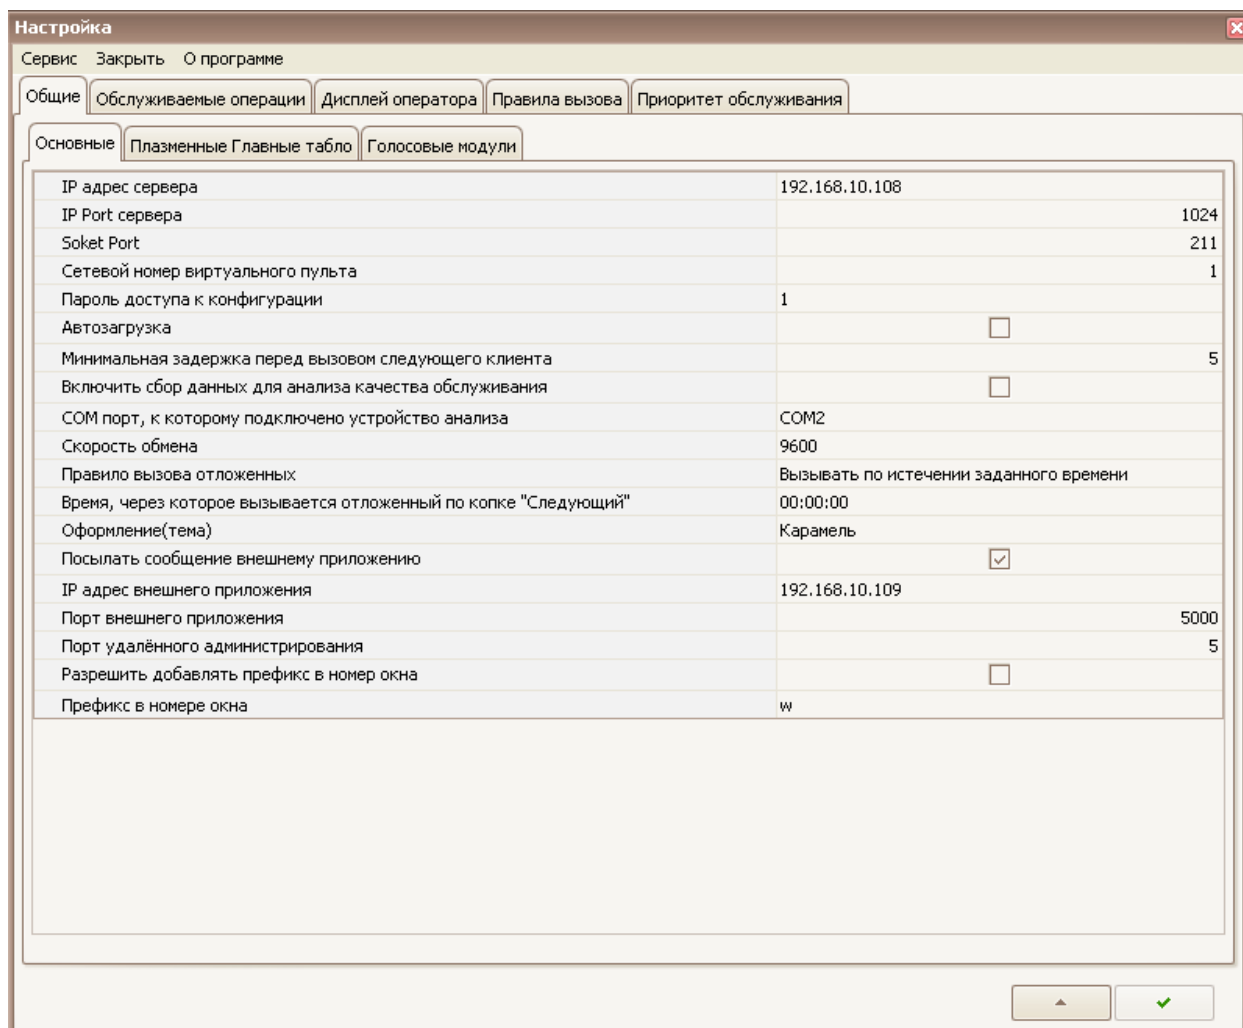 Настройка
Сервис Закрыть О программе
Общие Обслуживаемые операции Дисплей оператора Правила вызова Приоритет обслуживания
Основные Плазменные Главные табло Голосовые модули
IP адрес сервера 192.168.10.108
IP Port сервера 1024
Soket Port 211
Сетевой номер виртуального пульта 1
Пароль доступа к конфигурации 1
Автозагрузка
Минимальная задержка перед вызовом следующего клиента 5
Включить сбор данных для анализа качества обслуживания
COM порт, к которому подключено устройство анализа COM2
Скорость обмена 9600
Правило вызова отложенных Вызывать по истечении заданного времени
Время, через которое вызывается отложенный по копке "Следующий" 00:00:00
Оформление(тема) Карамель
Посылать сообщение внешнему приложению
IP адрес внешнего приложения 192.168.10.109
Порт внешнего приложения 5000
Порт удалённого администрирования 5
Разрешить добавлять префикс в номер окна
Префикс в номере окна w